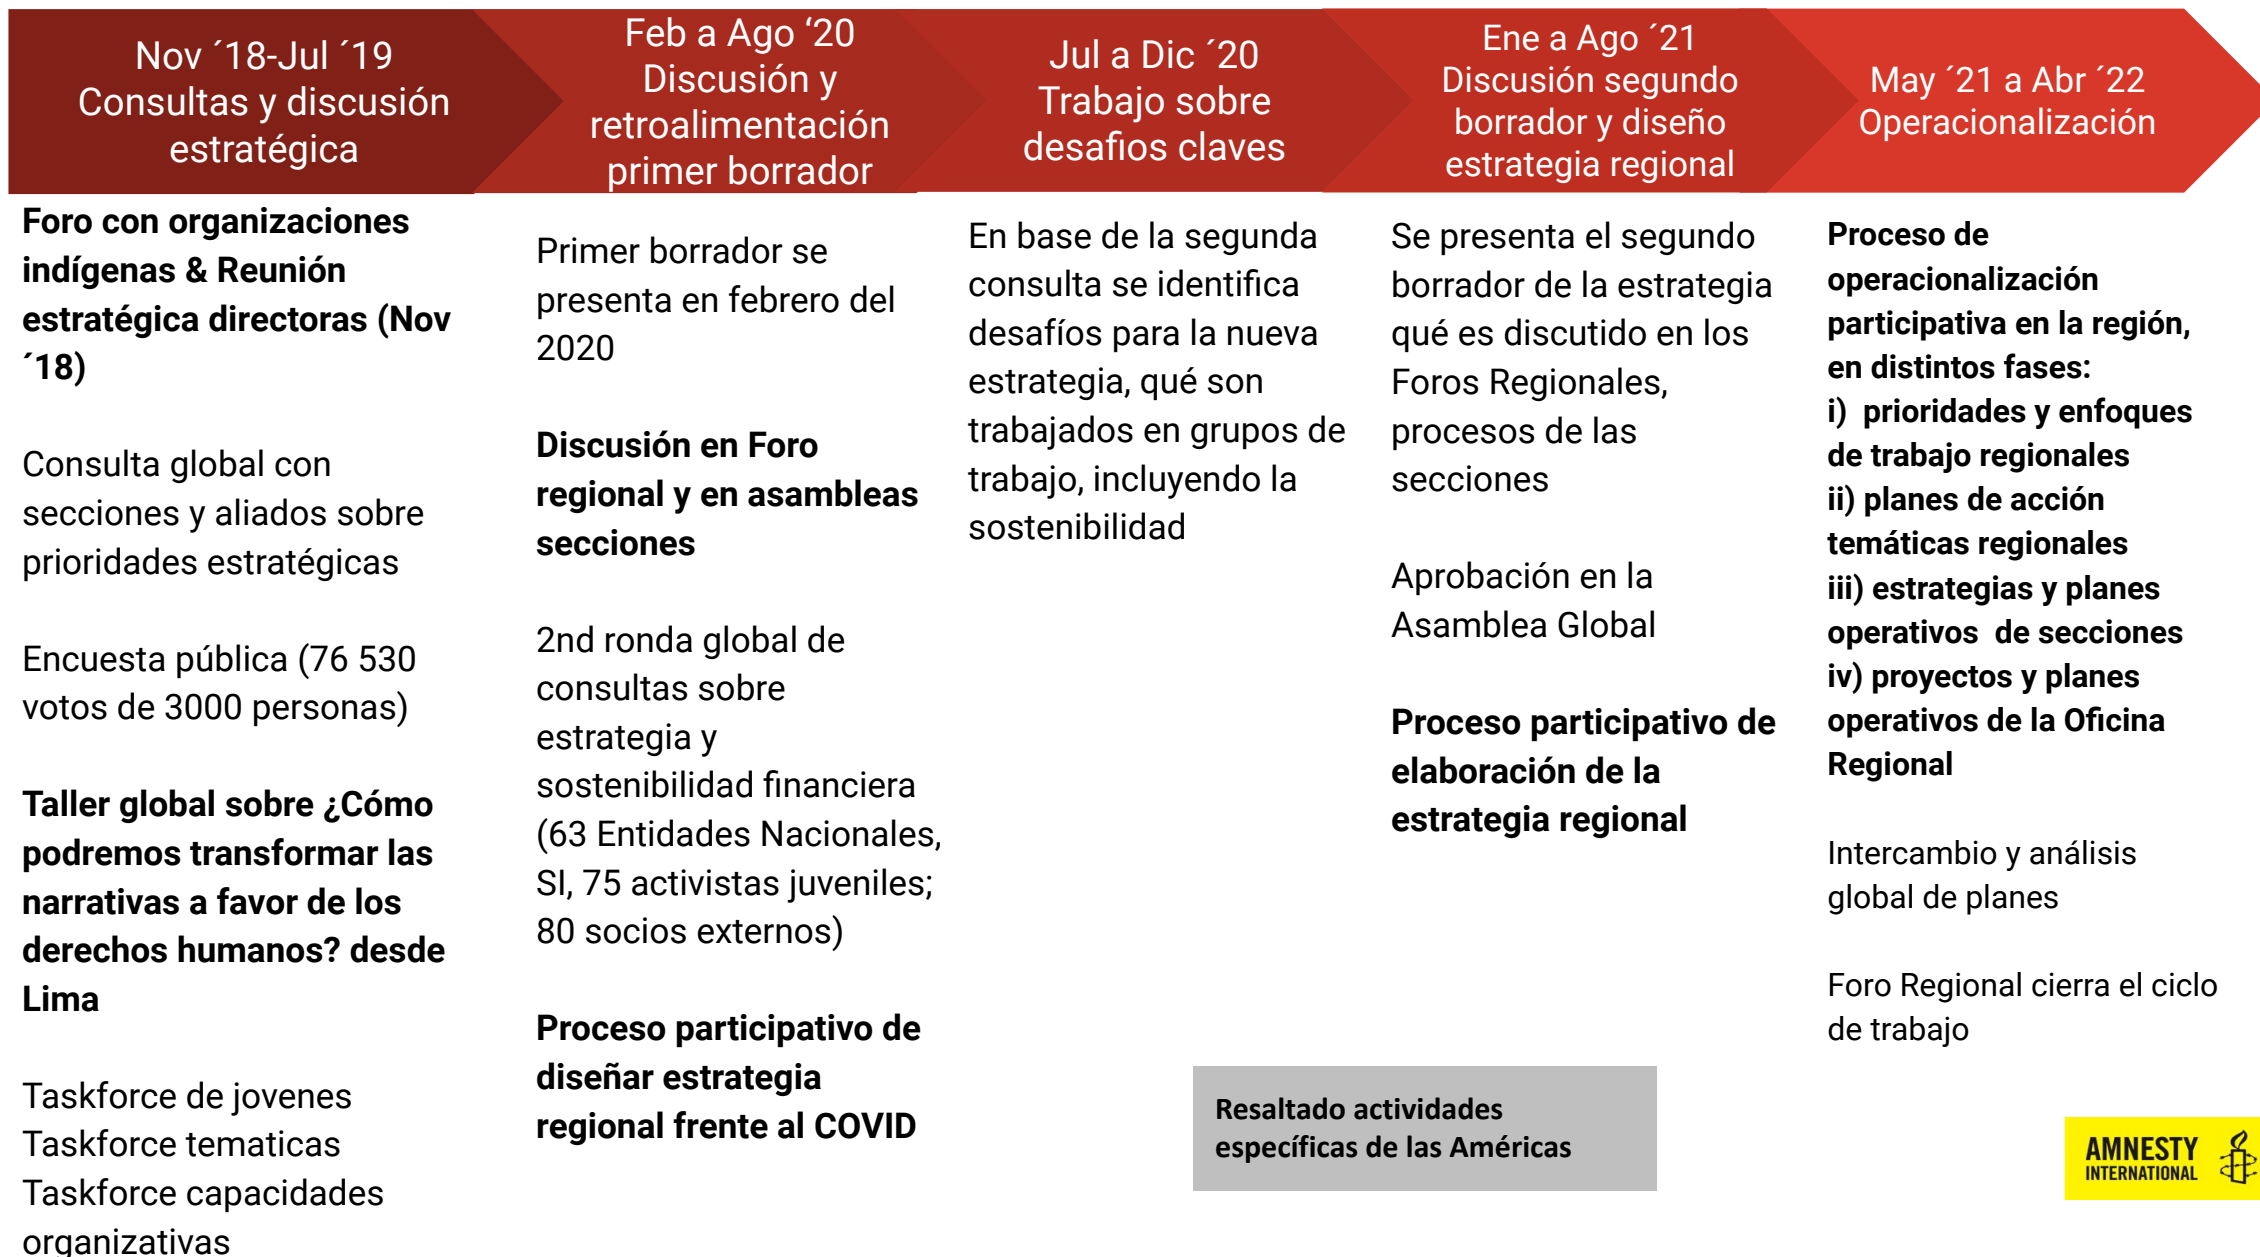 Nov ´18-Jul ´19
Consultas y discusión
estratégica
Feb a Ago ‘20
Discusión y
retroalimentación
primer borrador
Jul a Dic ´20
Trabajo sobre
desafios claves
Ene a Ago ´21
Discusión segundo
borrador y diseño
estrategia regional
May ´21 a Abr ´22
Operacionalización
Foro con organizaciones
indígenas & Reunión
estratégica directoras (Nov
´18)
Consulta global con
secciones y aliados sobre
prioridades estratégicas
Encuesta pública (76 530
votos de 3000 personas)
Taller global sobre ¿Cómo
podremos transformar las
narrativas a favor de los
derechos humanos? desde
Lima
Taskforce de jovenes
Taskforce tematicas
Taskforce capacidades
organizativas
Primer borrador se
presenta en febrero del
2020
Discusión en Foro
regional y en asambleas
secciones
2nd ronda global de
consultas sobre
estrategia y
sostenibilidad financiera
(63 Entidades Nacionales,
SI, 75 activistas juveniles;
80 socios externos)
Proceso participativo de
diseñar estrategia
regional frente al COVID
En base de la segunda
consulta se identifica
desafíos para la nueva
estrategia, qué son
trabajados en grupos de
trabajo, incluyendo la
sostenibilidad
Se presenta el segundo
borrador de la estrategia
qué es discutido en los
Foros Regionales,
procesos de las
secciones
Aprobación en la
Asamblea Global
Proceso participativo de
elaboración de la
estrategia regional
Proceso de
operacionalización
participativa en la región,
en distintos fases:
i)  prioridades y enfoques
de trabajo regionales
ii) planes de acción
temáticas regionales
iii) estrategias y planes
operativos  de secciones
iv) proyectos y planes
operativos de la Oficina
Regional
Intercambio y análisis
global de planes
Foro Regional cierra el ciclo
de trabajo
Resaltado actividades
específicas de las Américas
AMNESTY
INTERNATIONAL